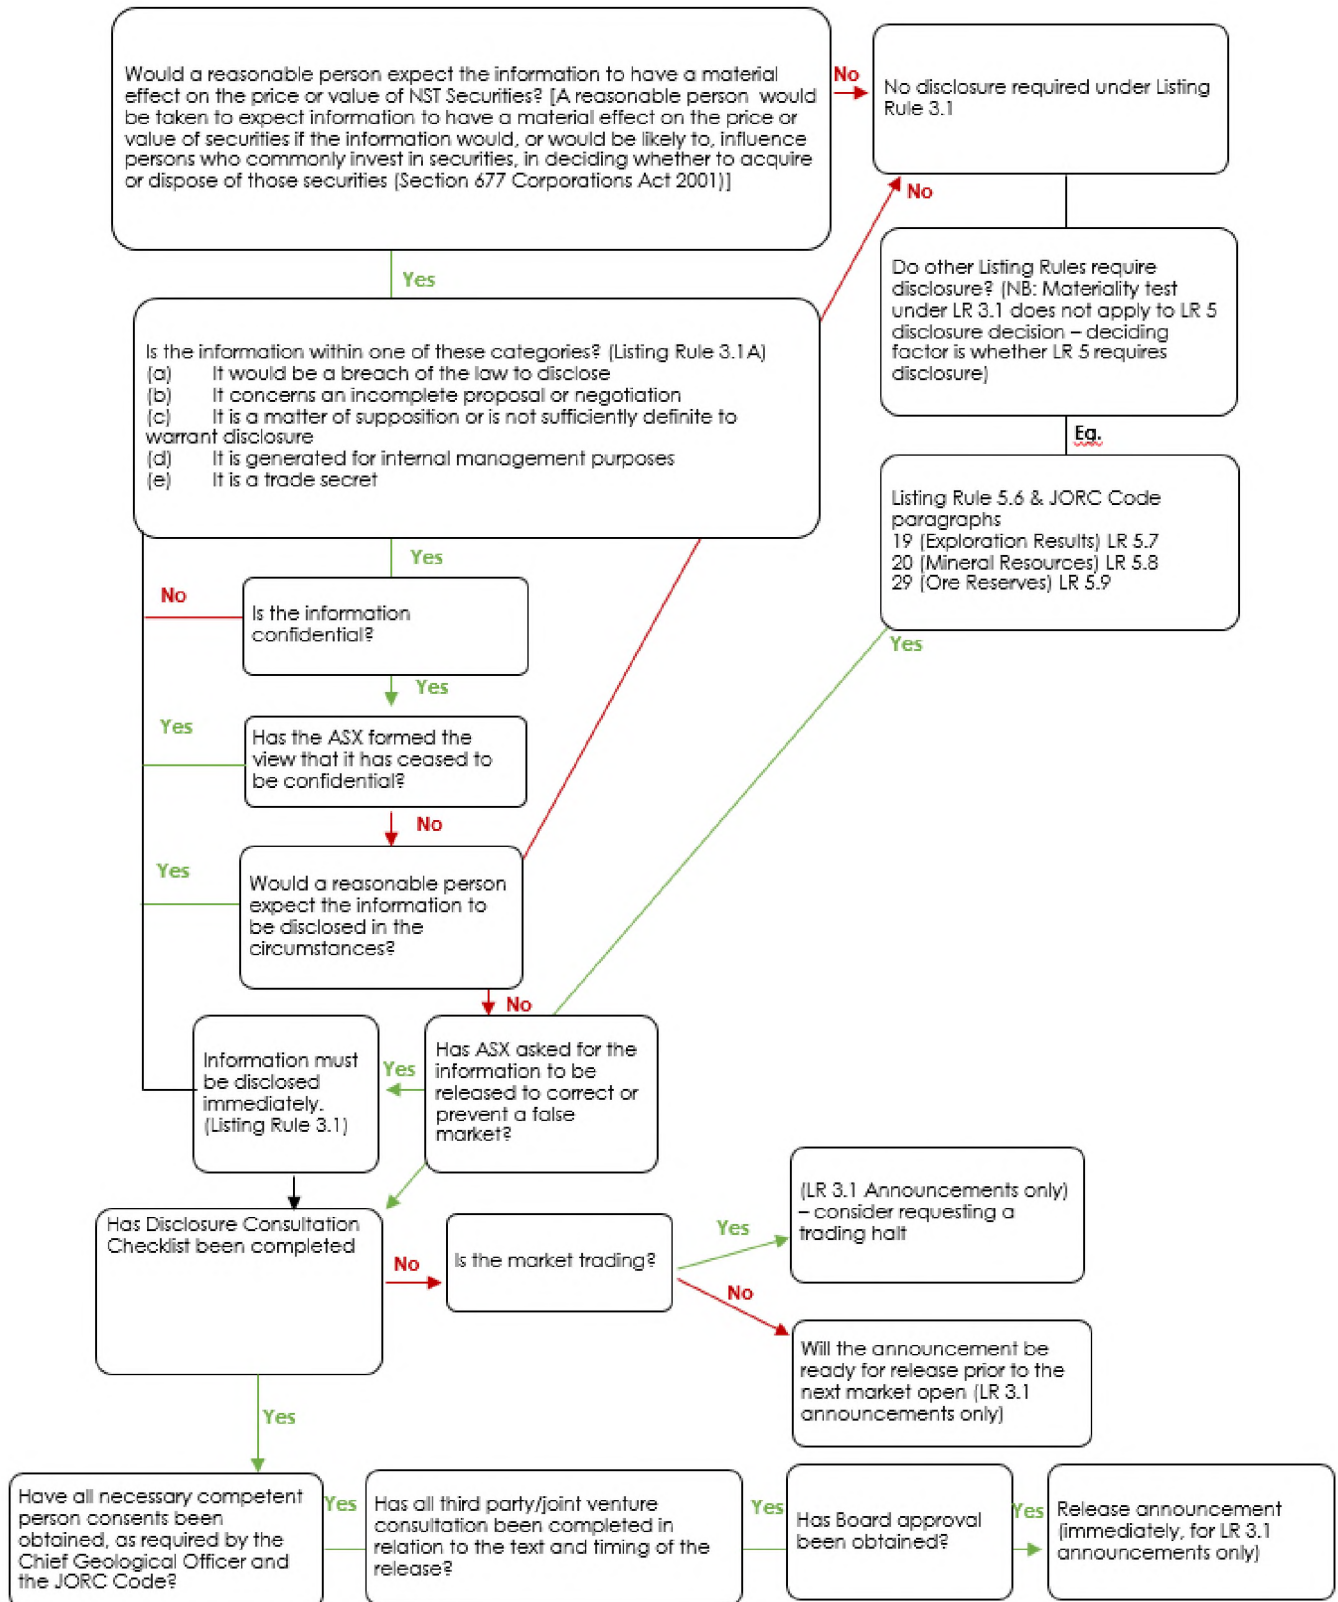 Would a reasonable person expect the information to have a material
effect on the price or value of NST Securities? [A reasonable person would
be taken to expect information to have a material effect on the price or
value of securities if the information would, or would be likely to, influence
persons who commonly invest in securities, in deciding whether to acquire
or dispose of those securities (Section 677 Corporations Act 2001)]
No
No disclosure required under Listing
Rule 3.1
No
Yes
Do other Listing Rules require
disclosure? (NB: Materiality test
under LR 3.1 does not apply to LR 5
disclosure decision – deciding
factor is whether LR 5 requires
disclosure)
Is the information within one of these categories? (Listing Rule 3.1A)
(a) It would be a breach of the law to disclose
(b) It concerns an incomplete proposal or negotiation
(c) It is a matter of supposition or is not sufficiently definite to
warrant disclosure
(d) It is generated for internal management purposes
(e) It is a trade secret
Eg.
Listing Rule 5.6 & JORC Code
paragraphs
19 (Exploration Results) LR 5.7
20 (Mineral Resources) LR 5.8
29 (Ore Reserves) LR 5.9
Yes
Yes
No
Is the information
confidential?
Yes
Yes
Has the ASX formed the
view that it has ceased to
be confidential?
No
Yes
Would a reasonable person
expect the information to
be disclosed in the
circumstances?
No
Information must
be disclosed
immediately.
(Listing Rule 3.1)
Yes
Has ASX asked for the
information to be
released to correct or
prevent a false
market?
Has Disclosure Consultation
Checklist been completed
No
Is the market trading?
Yes
(LR 3.1 Announcements only)
– consider requesting a
trading halt
No
Will the announcement be
ready for release prior to the
next market open (LR 3.1
announcements only)
Yes
Have all necessary competent
person consents been
obtained, as required by the
Chief Geological Officer and
the JORC Code?
Yes
Has all third party/joint venture
consultation been completed in
relation to the text and timing of the
release?
Yes
Has Board approval
been obtained?
Yes
Release announcement
(immediately, for LR 3.1
announcements only)